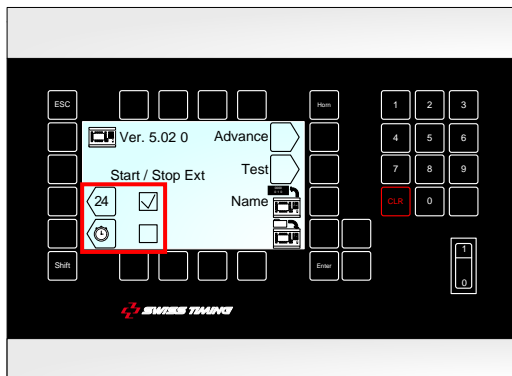 ESC
Horn
1 2 3
Ver. 5.02 0 Advance
4 5 6
Start / Stop Ext Test
7 8 9
24 Name
CLR 0
1
0
Shift
Enter
SWISS TIMING